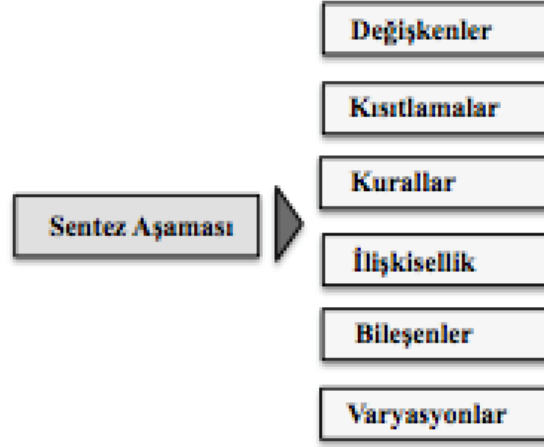 Değişkenler
Kısıtlamalar
Kurallar
Sentez Aşaması
İlişkisellik
Bileşenler
Varyasyonlar